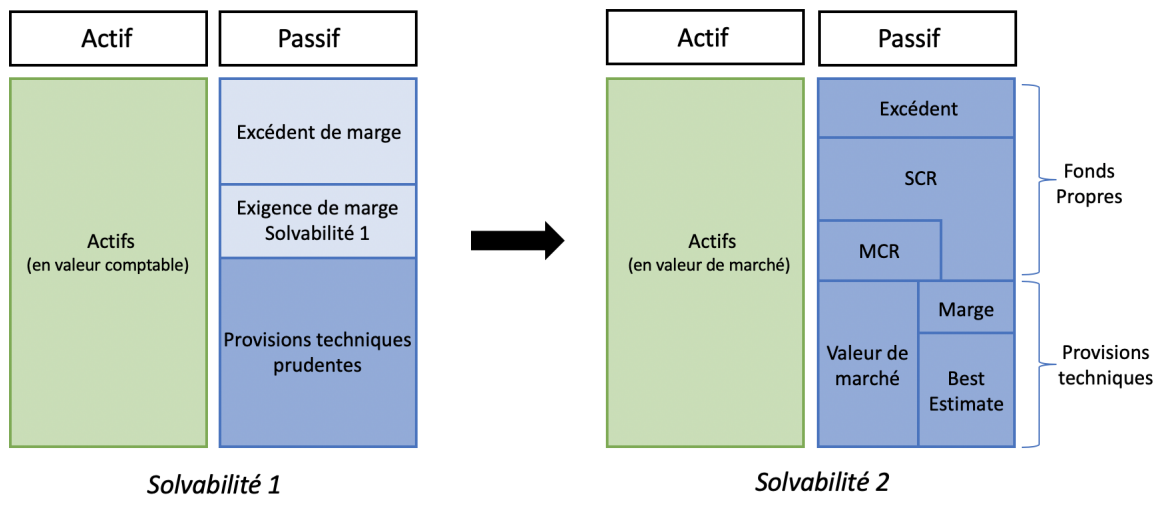 Actif
Passif
Actifs
(en valeur comptable)
Excédent de marge
Exigence de marge
Solvabilité 1
Provisions techniques
prudentes
Solvabilité 1
Actif
Passif
Actifs
(en valeur de marché)
Excédent
SCR
MCR
Valeur de
marché
Marge
Best
Estimate
Fonds
Propres
Provisions
techniques
Solvabilité 2